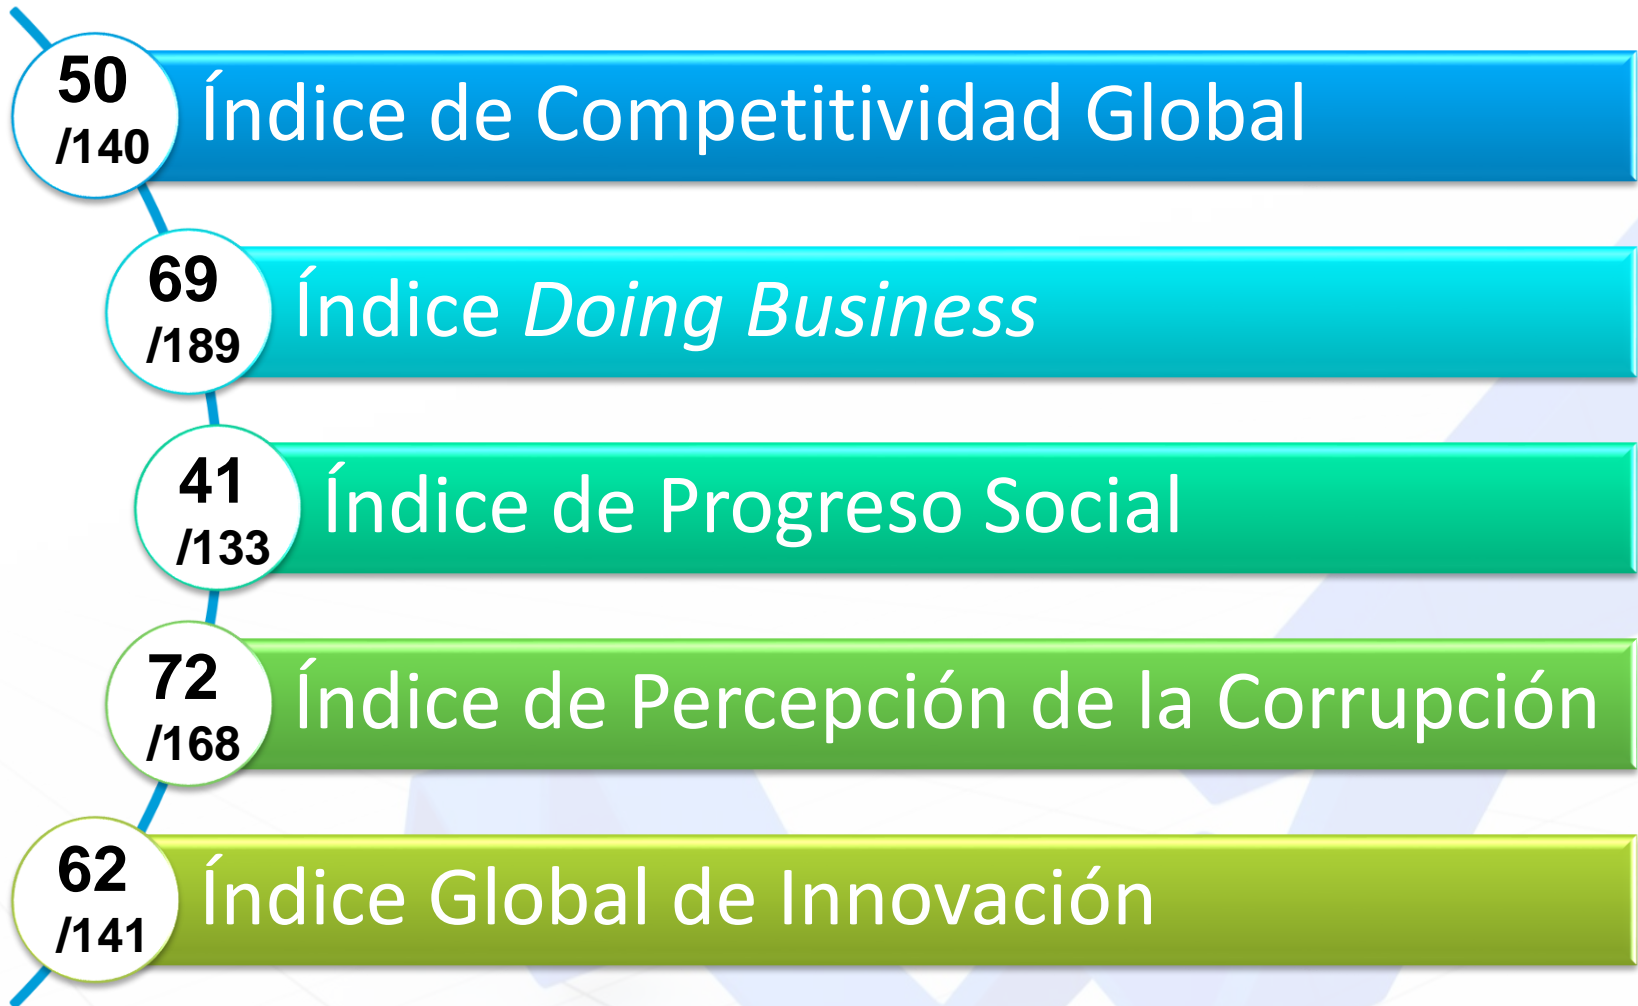 50
/140
Índice de Competitividad Global
69
/189
Índice Doing Business
41
/133
Índice de Progreso Social
72
/168
Índice de Percepción de la Corrupción
62
/141
Índice Global de Innovación